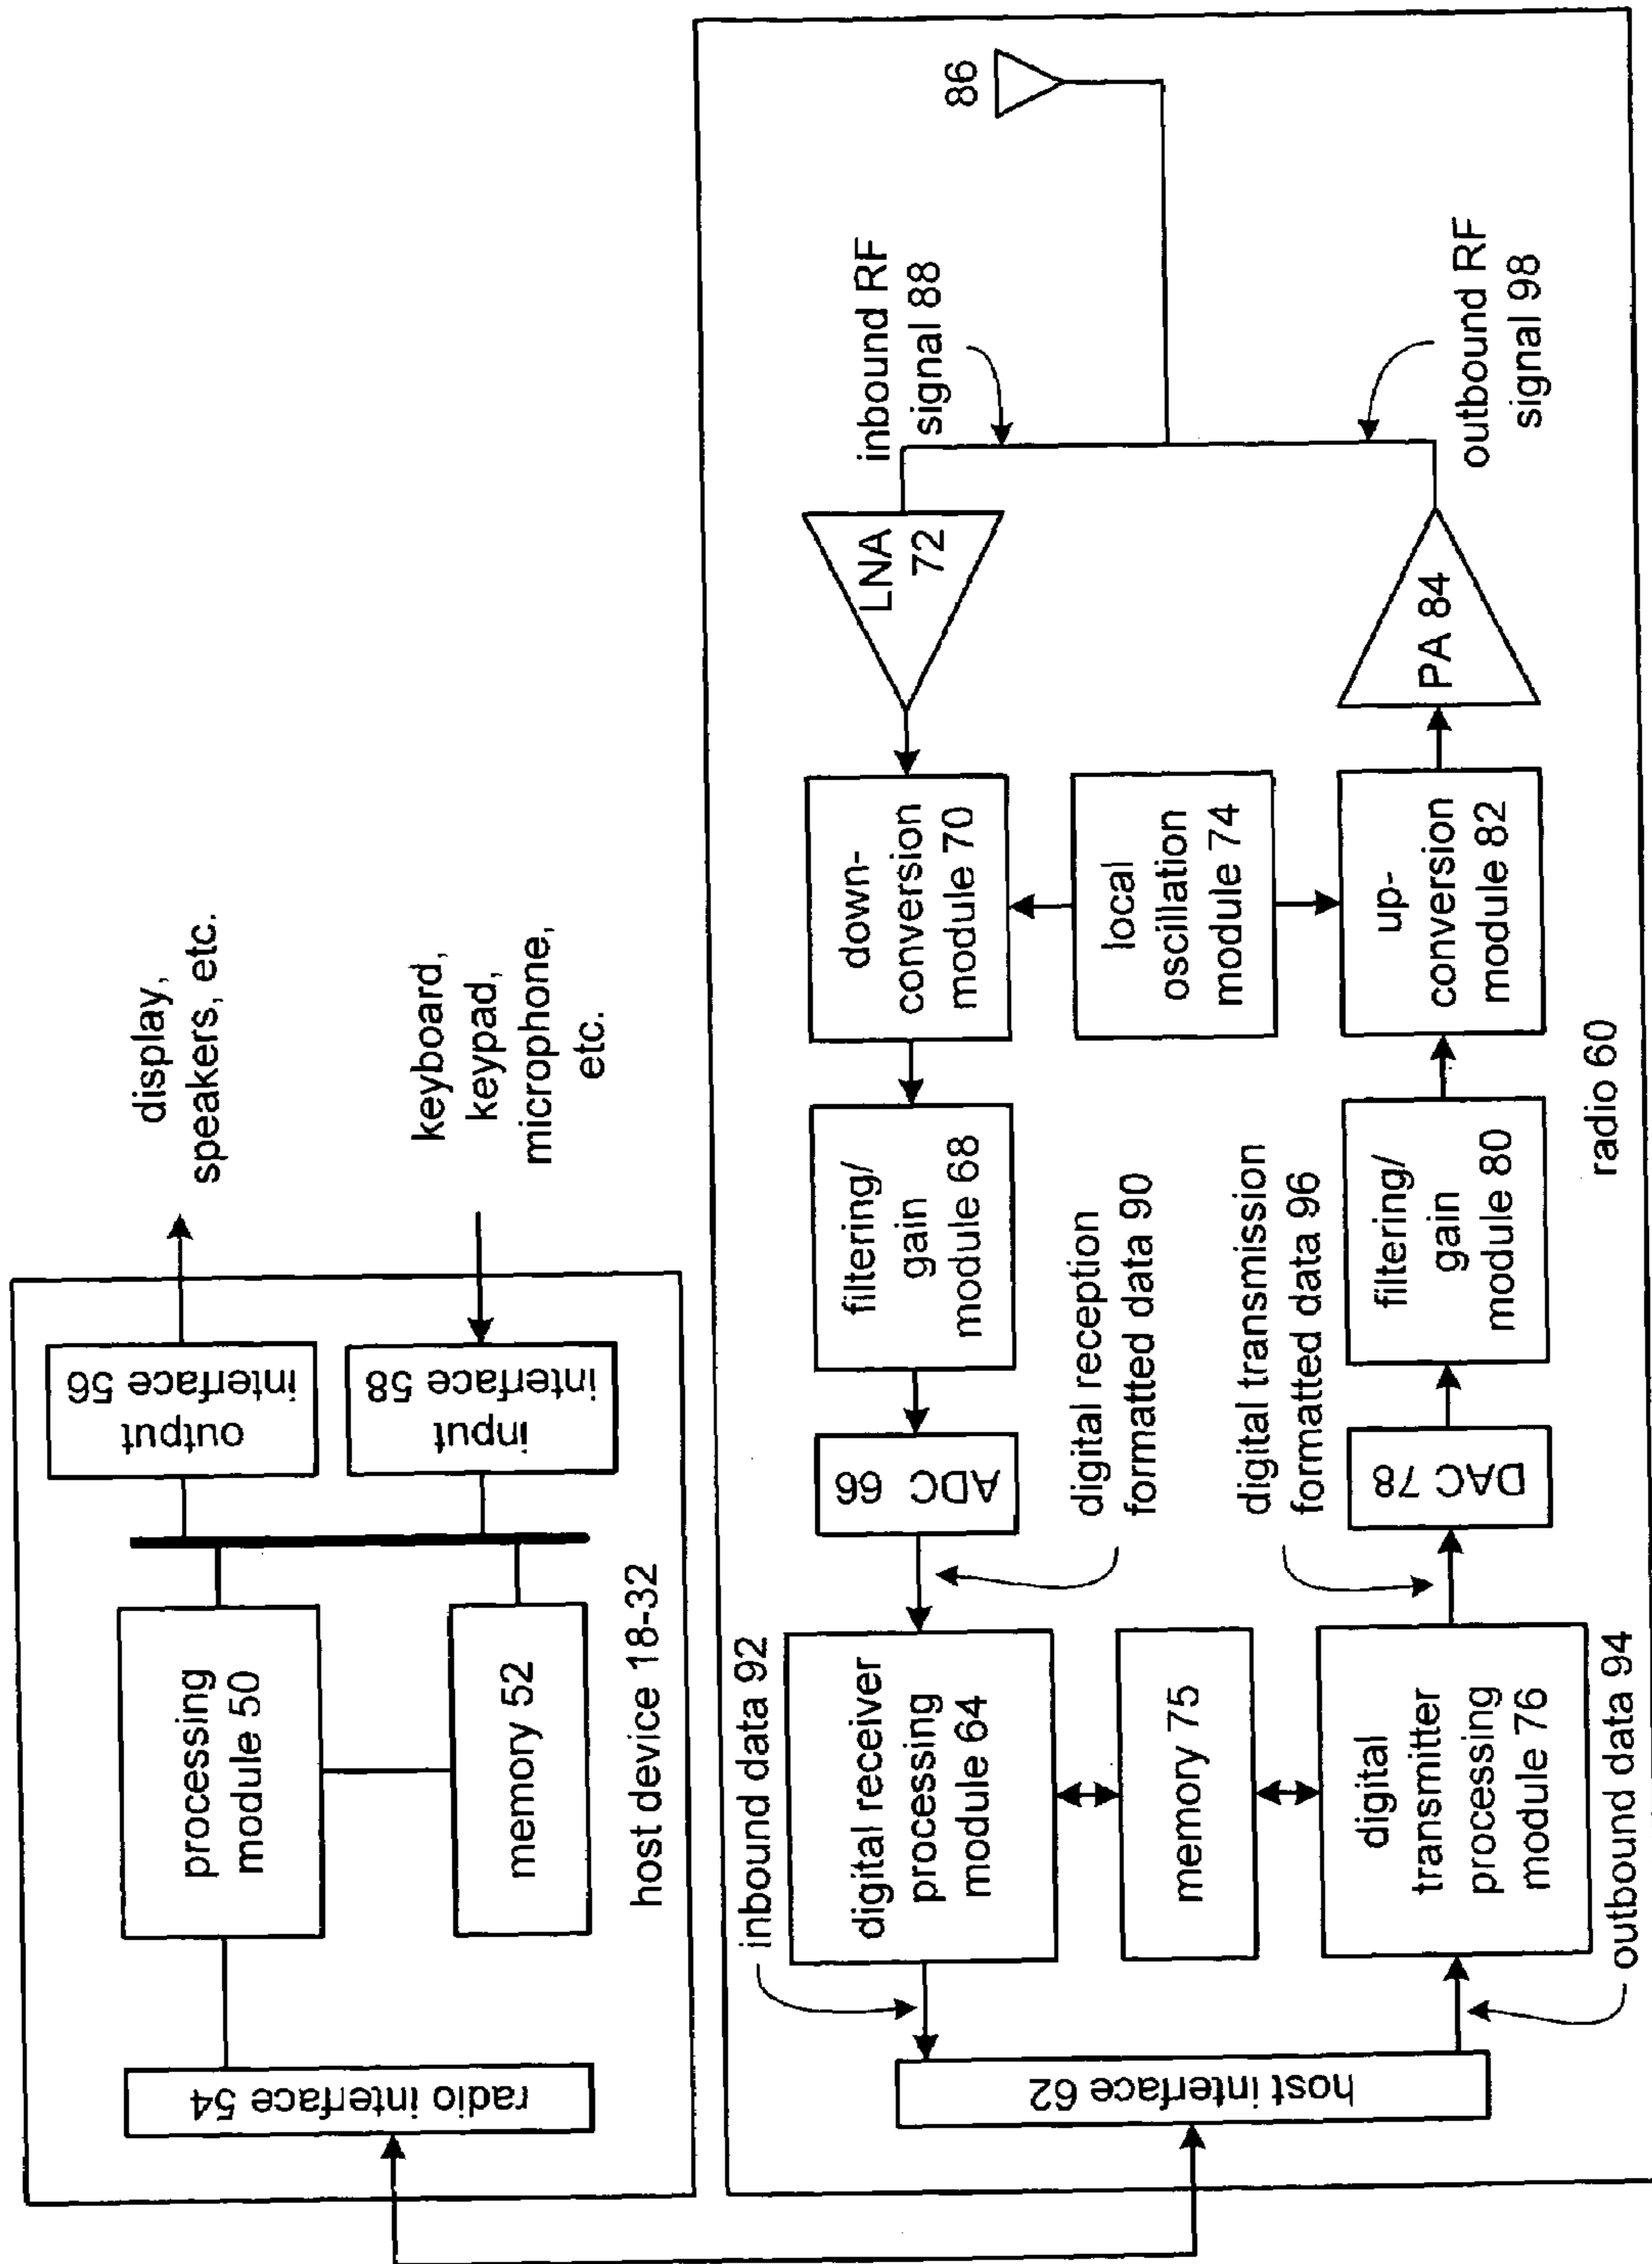 radio interface 54
processing
module 50
memory 52
output
interface 56
input
interface 58
display,
speakers, etc.
keyboard,
keypad,
microphone,
etc.
host device 18-32
host interface 62
inbound data 92
digital receiver
processing
module 64
ADC 66
filtering/
gain
module 68
down-
conversion
module 70
LNA
72
inbound RF
signal 88
86
digital reception
formatted data 90
memory 75
local
oscillation
module 74
digital transmission
formatted data 96
digital
transmitter
processing
module 76
DAC 78
filtering/
gain
module 80
up-
conversion
module 82
PA 84
outbound RF
signal 98
outbound data 94
radio 60